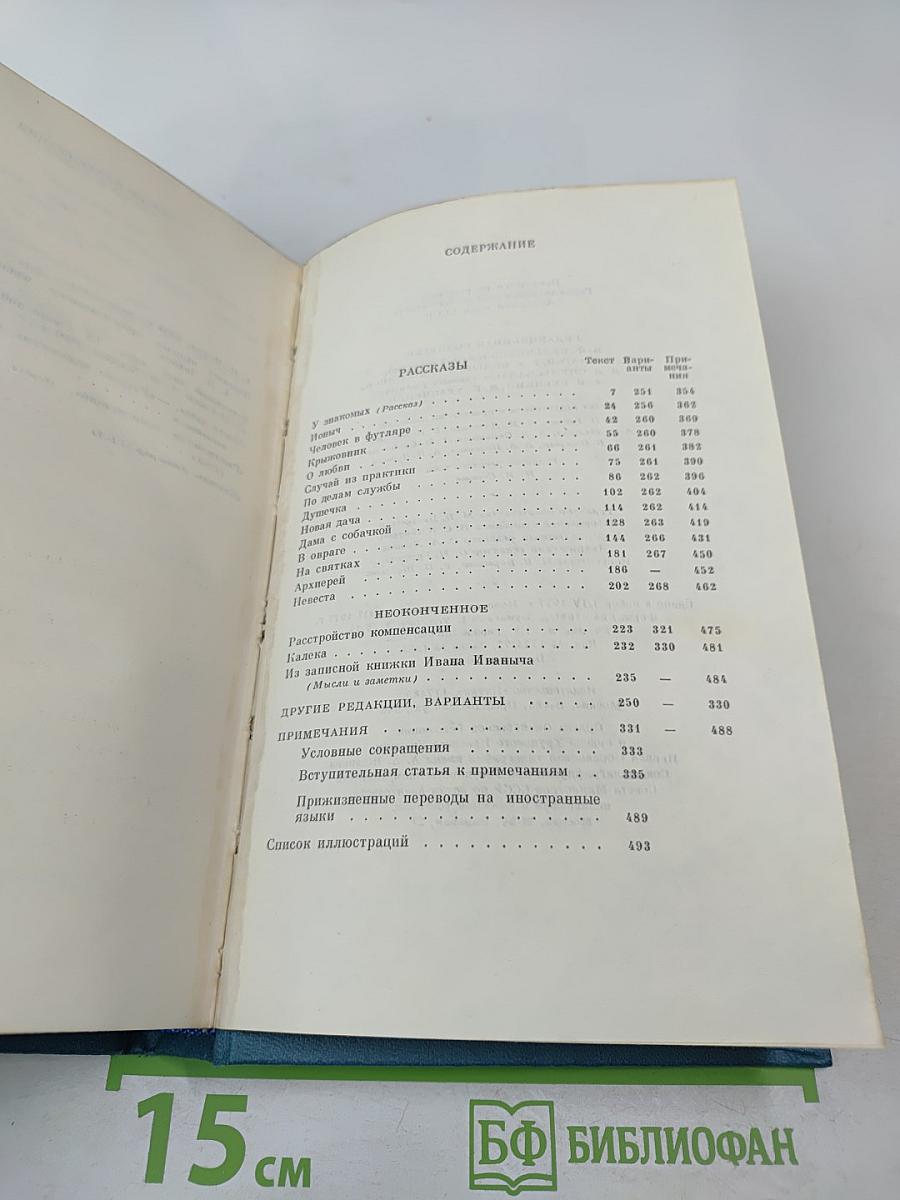 СОДЕРЖАНИЕ
РАССКАЗЫ Текст Вари- При-
анты меча-
ния
У знакомых (Рассказ) . . . . . . . . . . . 7 251 354
Ионыч . . . . . . . . . . . . . . . . . 24 256 362
Человек в футляре . . . . . . . . . . . . 42 260 369
Крыжовник . . . . . . . . . . . . . . . 55 260 378
О любви . . . . . . . . . . . . . . . . 66 261 382
Случай из практики . . . . . . . . . . . 75 261 390
По делам службы . . . . . . . . . . . . 86 262 396
Душечка . . . . . . . . . . . . . . . . 102 262 404
Новая дача . . . . . . . . . . . . . . . 114 262 414
Дама с собачкой . . . . . . . . . . . . . 128 263 419
В овраге . . . . . . . . . . . . . . . . 144 266 431
На святках . . . . . . . . . . . . . . . 181 267 450
Архиерей . . . . . . . . . . . . . . . . 186 — 452
Невеста . . . . . . . . . . . . . . . . 202 268 462
НЕОКОНЧЕННОЕ
Расстройство компенсации . . . . . . . . . 223 321 475
Калека . . . . . . . . . . . . . . . . . 232 330 481
Из записной книжки Ивана Иваныча
(Мысли и заметки) . . . . . . . . . . . . 235 — 484
ДРУГИЕ РЕДАКЦИИ, ВАРИАНТЫ . . . . . 250 — 330
ПРИМЕЧАНИЯ . . . . . . . . . . . . . . 331 — 488
Условные сокращения . . . . . . . . . 333
Вступительная статья к примечаниям . . 335
Прижизненные переводы на иностранные
языки . . . . . . . . . . . . . . . . . 489
Список иллюстраций . . . . . . . . . . . 493
15 см
БФ БИБЛИОФАН